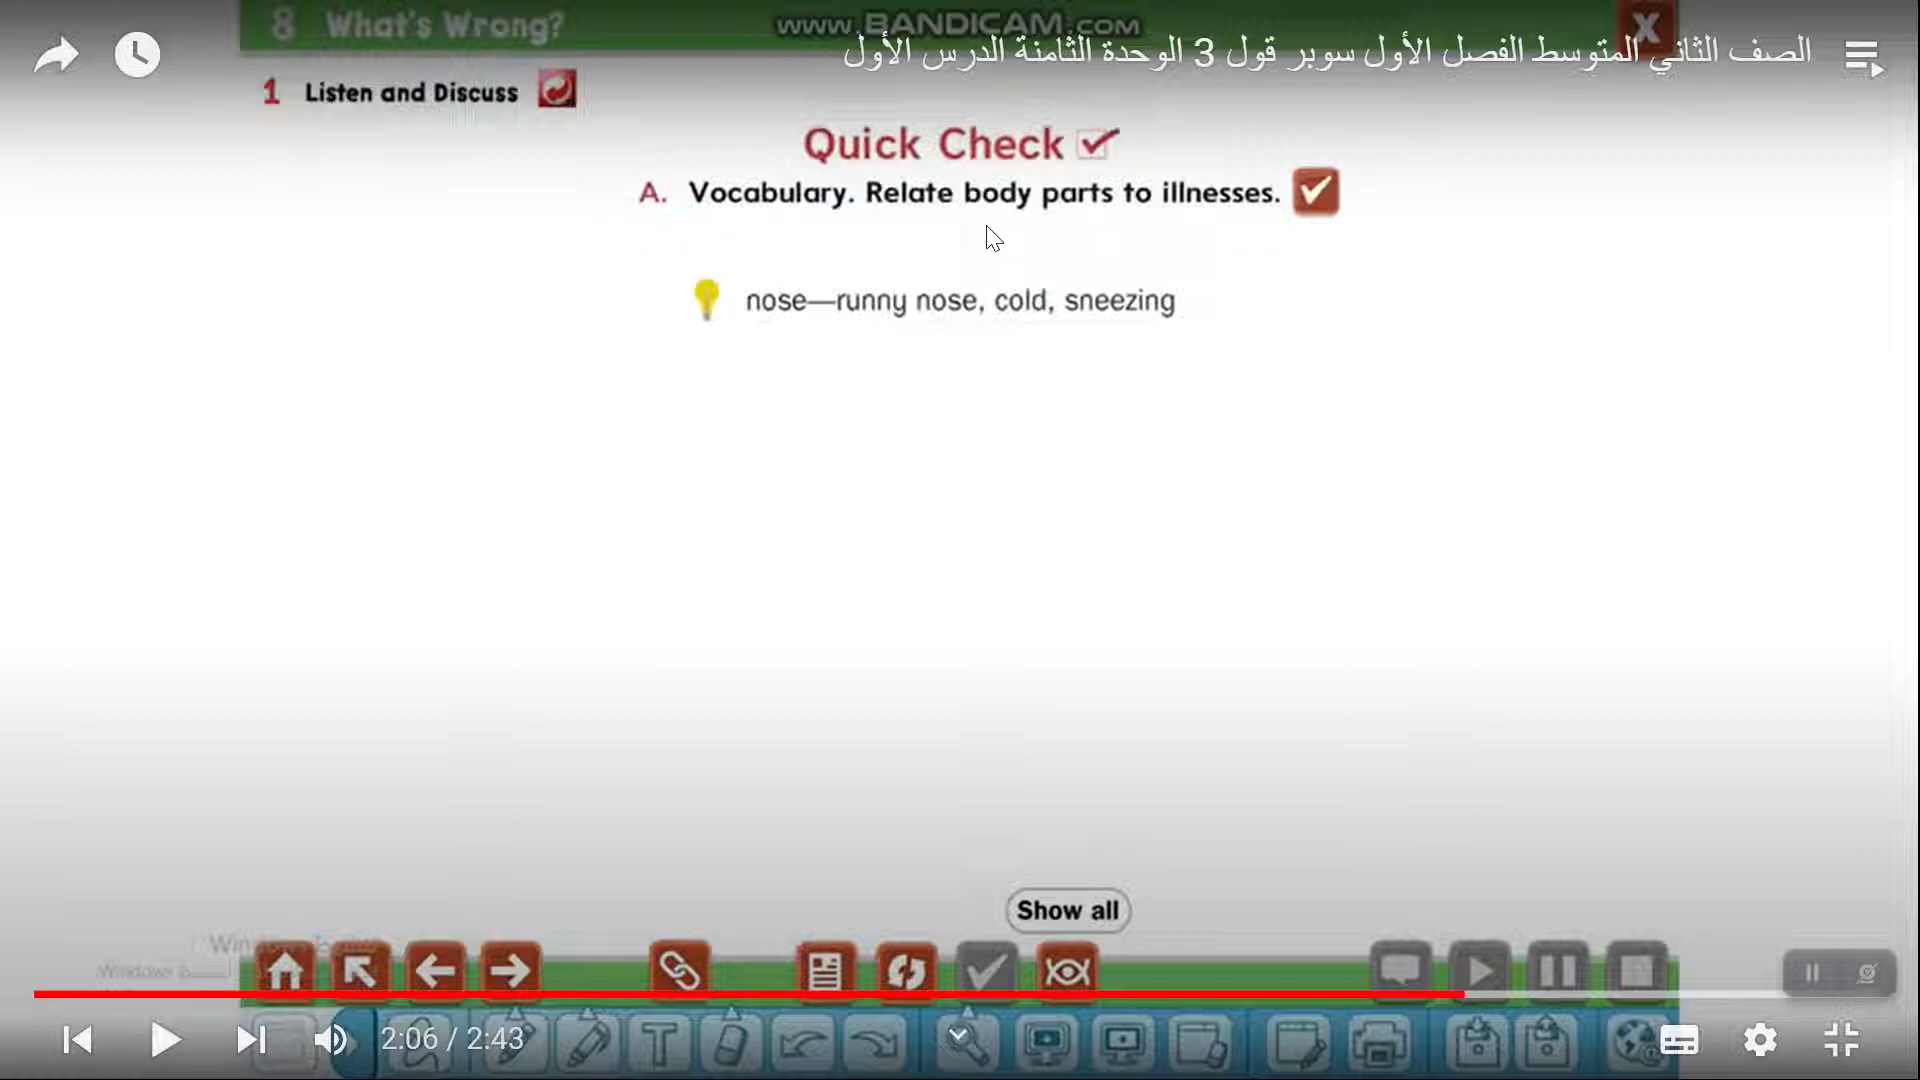 8 What's Wrong?
www.BANDICAM.com
الصف الثاني المتوسط الفصل الأول سوبر قول 3 الوحدة الثامنة الدرس الأول
1 Listen and Discuss
Quick Check
A. Vocabulary. Relate body parts to illnesses.
nose—runny nose, cold, sneezing
Show all
2:06 / 2:43